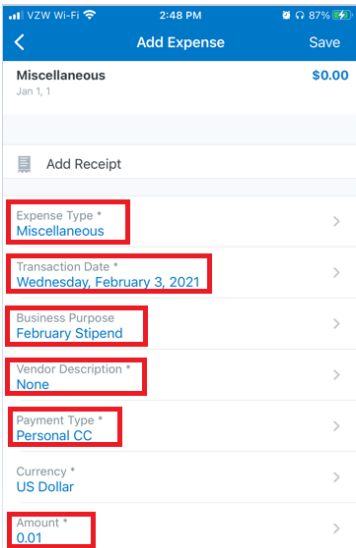 VZW Wi-Fi 2:48 PM 87%
Add Expense Save
Miscellaneous $0.00
Jan 1, 1
Add Receipt
Expense Type *
Miscellaneous
Transaction Date *
Wednesday, February 3, 2021
Business Purpose
February Stipend
Vendor Description *
None
Payment Type *
Personal CC
Currency *
US Dollar
Amount *
0.01